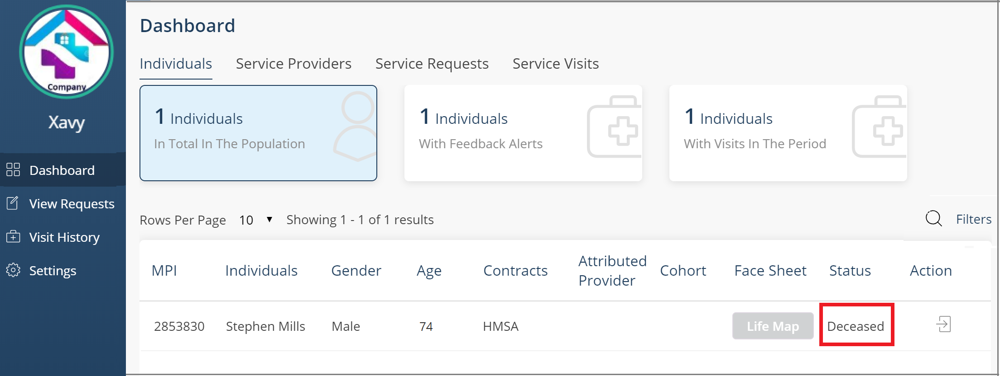 Company
Xavy
Dashboard
View Requests
Visit History
Settings
Dashboard
Individuals Service Providers Service Requests Service Visits
1 Individuals
In Total In The Population
1 Individuals
With Feedback Alerts
1 Individuals
With Visits In The Period
Rows Per Page 10 ▼ Showing 1 - 1 of 1 results
Filters
MPI Individuals Gender Age Contracts Attributed Provider Cohort Face Sheet Status Action
2853830 Stephen Mills Male 74 HMSA Life Map Deceased